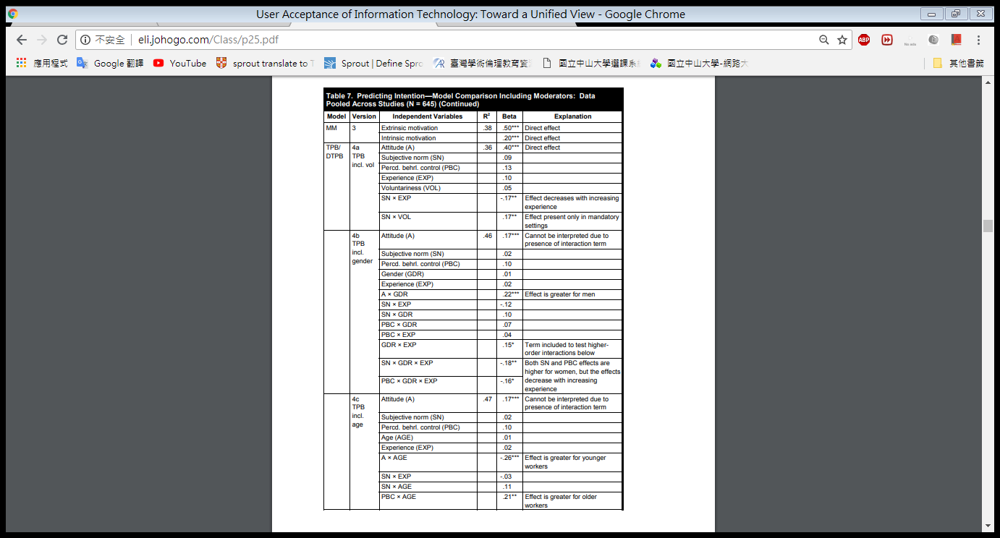 User Acceptance of Information Technology: Toward a Unified View - Google Chrome
不安全 | eli.johogo.com/Class/p25.pdf
ABP
應用程式 Google 翻譯 YouTube sprout translate to T Sprout | Define Spro 臺灣學術倫理教育資 國立中山大學選課系 國立中山大學-網路大 其他書籤
Table 7. Predicting Intention—Model Comparison Including Moderators: Data
Pooled Across Studies (N = 645) (Continued)
Model Version Independent Variables R² Beta Explanation
MM 3 Extrinsic motivation .38 .50*** Direct effect
Intrinsic motivation .20*** Direct effect
TPB/ 4a Attitude (A) .36 .40*** Direct effect
DTPB TPB Subjective norm (SN) .09
incl. vol Percd. behrl. control (PBC) .13
Experience (EXP) .10
Voluntariness (VOL) .05
SN × EXP -.17** Effect decreases with increasing
experience
SN × VOL .17** Effect present only in mandatory
settings
4b Attitude (A) .46 .17*** Cannot be interpreted due to
TPB presence of interaction term
incl. Subjective norm (SN) .02
gender Percd. behrl. control (PBC) .10
Gender (GDR) .01
Experience (EXP) .02
A × GDR .22*** Effect is greater for men
SN × EXP -.12
SN × GDR .10
PBC × GDR .07
PBC × EXP .04
GDR × EXP .15* Term included to test higher-
order interactions below
SN × GDR × EXP -.18** Both SN and PBC effects are
higher for women, but the effects
PBC × GDR × EXP -.16* decrease with increasing
experience
4c Attitude (A) .47 .17*** Cannot be interpreted due to
TPB presence of interaction term
incl. Subjective norm (SN) .02
age Percd. behrl. control (PBC) .10
Age (AGE) .01
Experience (EXP) .02
A × AGE -.26*** Effect is greater for younger
workers
SN × EXP -.03
SN × AGE .11
PBC × AGE .21** Effect is greater for older
workers